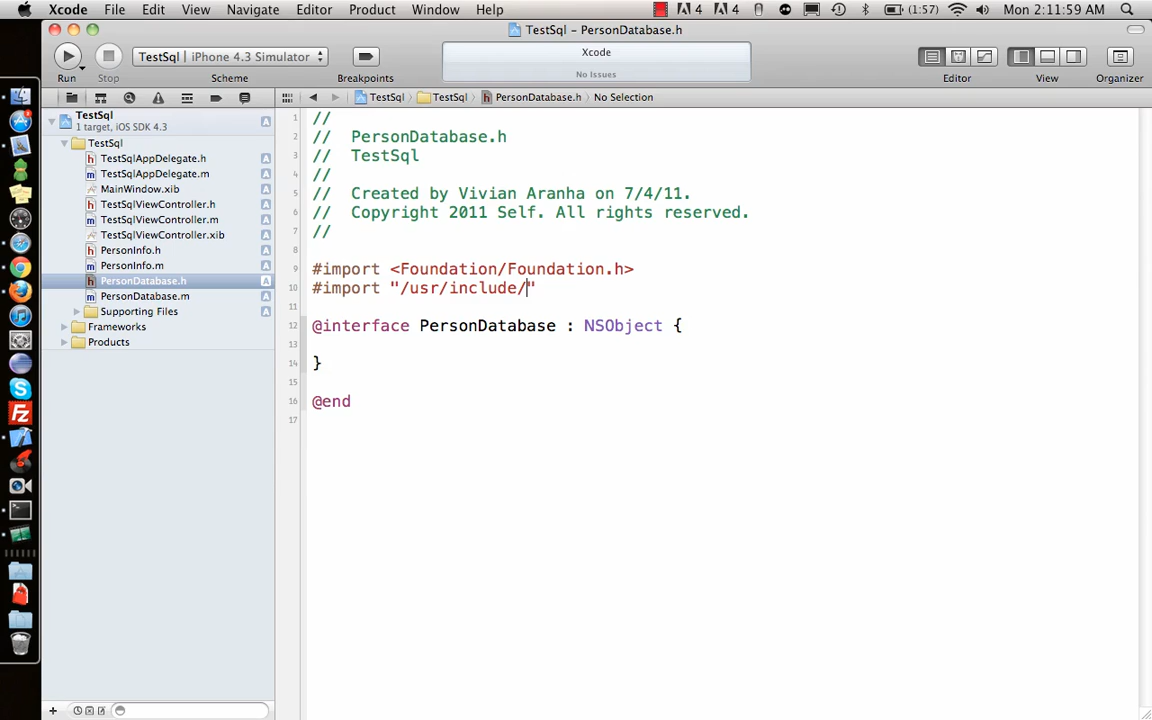 Xcode File Edit View Navigate Editor Product Window Help 4 4 (1:57) Mon 2:11:59 AM
TestSql – PersonDatabase.h
TestSql | iPhone 4.3 Simulator
Xcode
No Issues
Run Stop Scheme Breakpoints Editor View Organizer
TestSql TestSql PersonDatabase.h No Selection
TestSql
1 target, iOS SDK 4.3
TestSql
TestSqlAppDelegate.h A
TestSqlAppDelegate.m A
MainWindow.xib A
TestSqlViewController.h A
TestSqlViewController.m A
TestSqlViewController.xib A
PersonInfo.h A
PersonInfo.m A
PersonDatabase.h A
PersonDatabase.m A
Supporting Files A
Frameworks
Products
1 //
2 // PersonDatabase.h
3 // TestSql
4 //
5 // Created by Vivian Aranha on 7/4/11.
6 // Copyright 2011 Self. All rights reserved.
7 //
8
9 #import <Foundation/Foundation.h>
10 #import "/usr/include/"
11
12 @interface PersonDatabase : NSObject {
13
14 }
15
16 @end
17